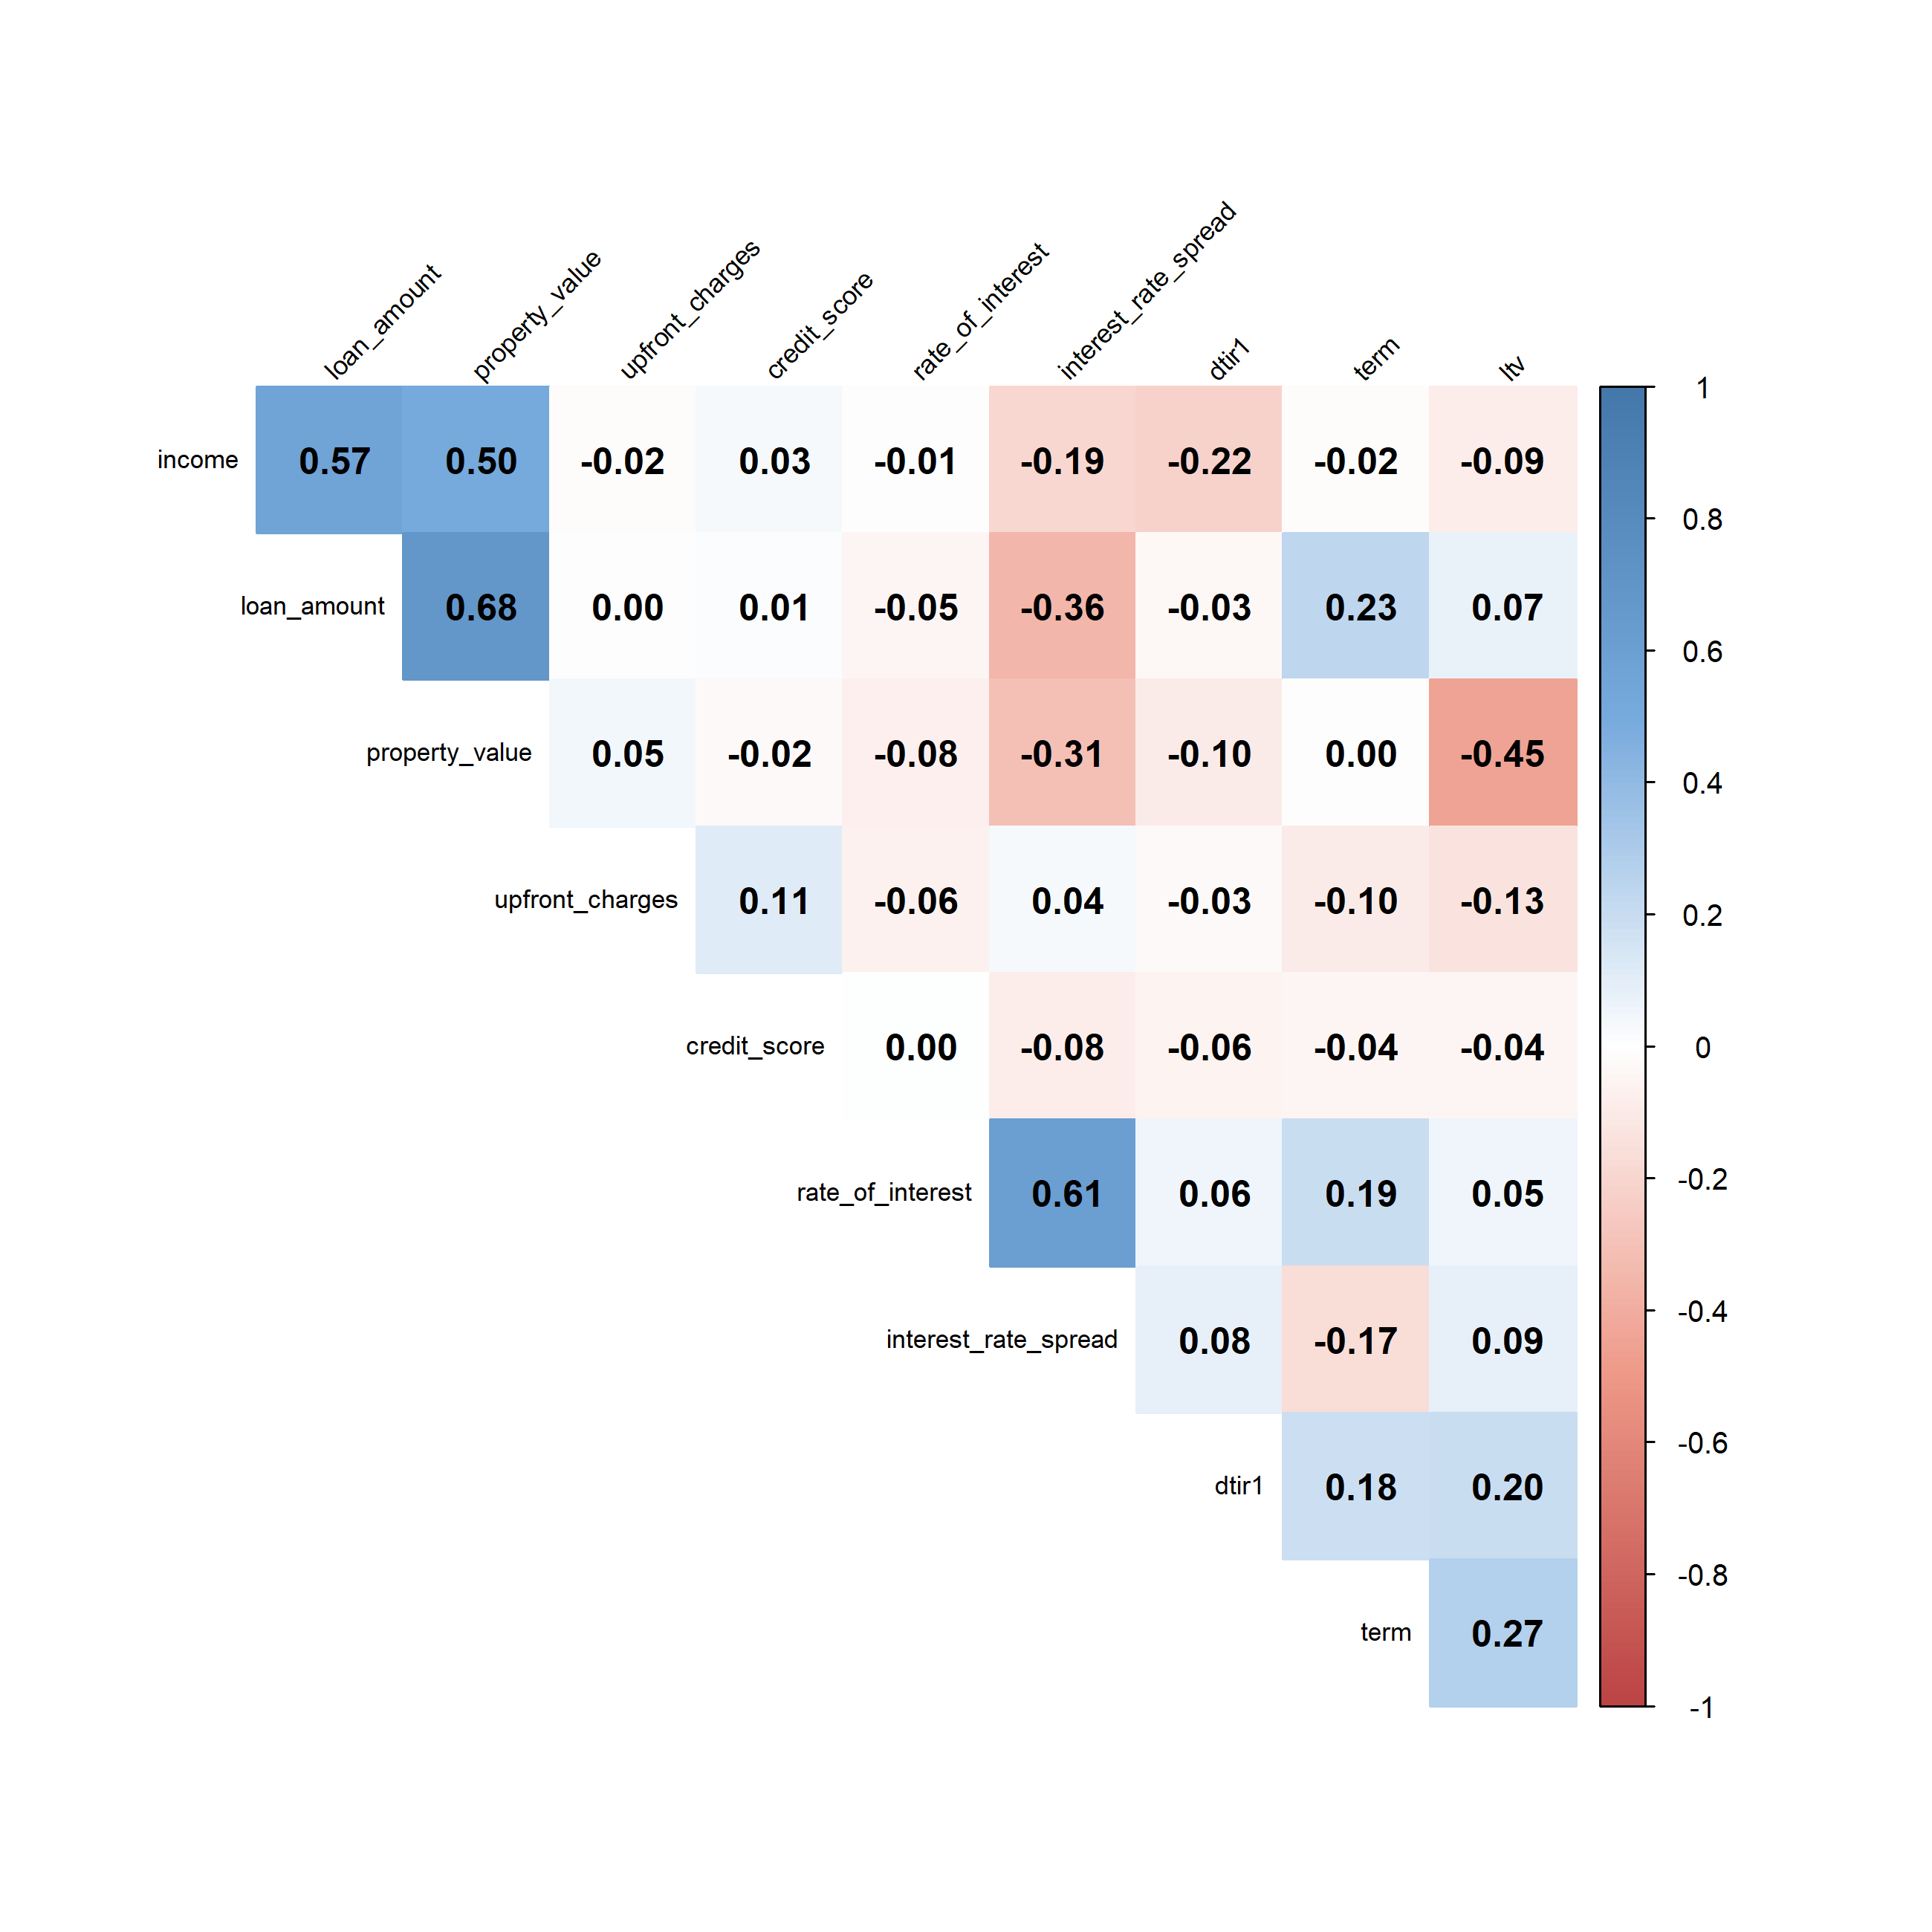 loan_amount
property_value
upfront_charges
credit_score
rate_of_interest
interest_rate_spread
dtir1
term
ltv
income 0.57 0.50 -0.02 0.03 -0.01 -0.19 -0.22 -0.02 -0.09
loan_amount 0.68 0.00 0.01 -0.05 -0.36 -0.03 0.23 0.07
property_value 0.05 -0.02 -0.08 -0.31 -0.10 0.00 -0.45
upfront_charges 0.11 -0.06 0.04 -0.03 -0.10 -0.13
credit_score 0.00 -0.08 -0.06 -0.04 -0.04
rate_of_interest 0.61 0.06 0.19 0.05
interest_rate_spread 0.08 -0.17 0.09
dtir1 0.18 0.20
term 0.27
1
0.8
0.6
0.4
0.2
0
-0.2
-0.4
-0.6
-0.8
-1